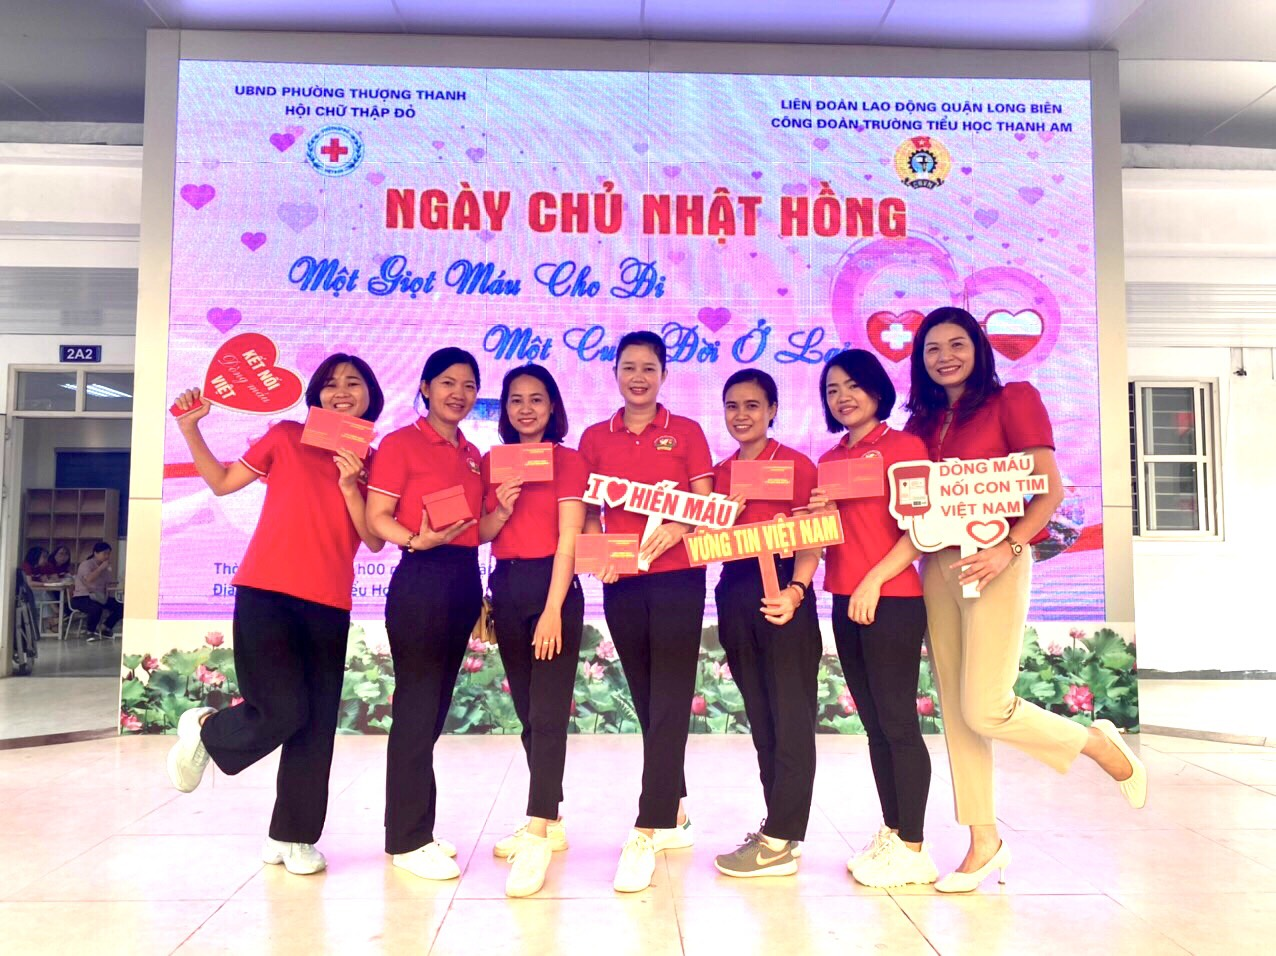 UBND PHƯỜNG THƯỢNG THANH
HỘI CHỮ THẬP ĐỎ
LIÊN ĐOÀN LAO ĐỘNG QUẬN LONG BIÊN
CÔNG ĐOÀN TRƯỜNG TIỂU HỌC THANH AM
NGÀY CHỦ NHẬT HỒNG
Một Giọt Máu Cho Đi
Một Đời Ở
2A2
KẾT NỐI
Dòng máu
VIỆT
I ♥ HIẾN MÁU
VỮNG TIN VIỆT NAM
DÒNG MÁU
NỐI CON TIM
VIỆT NAM